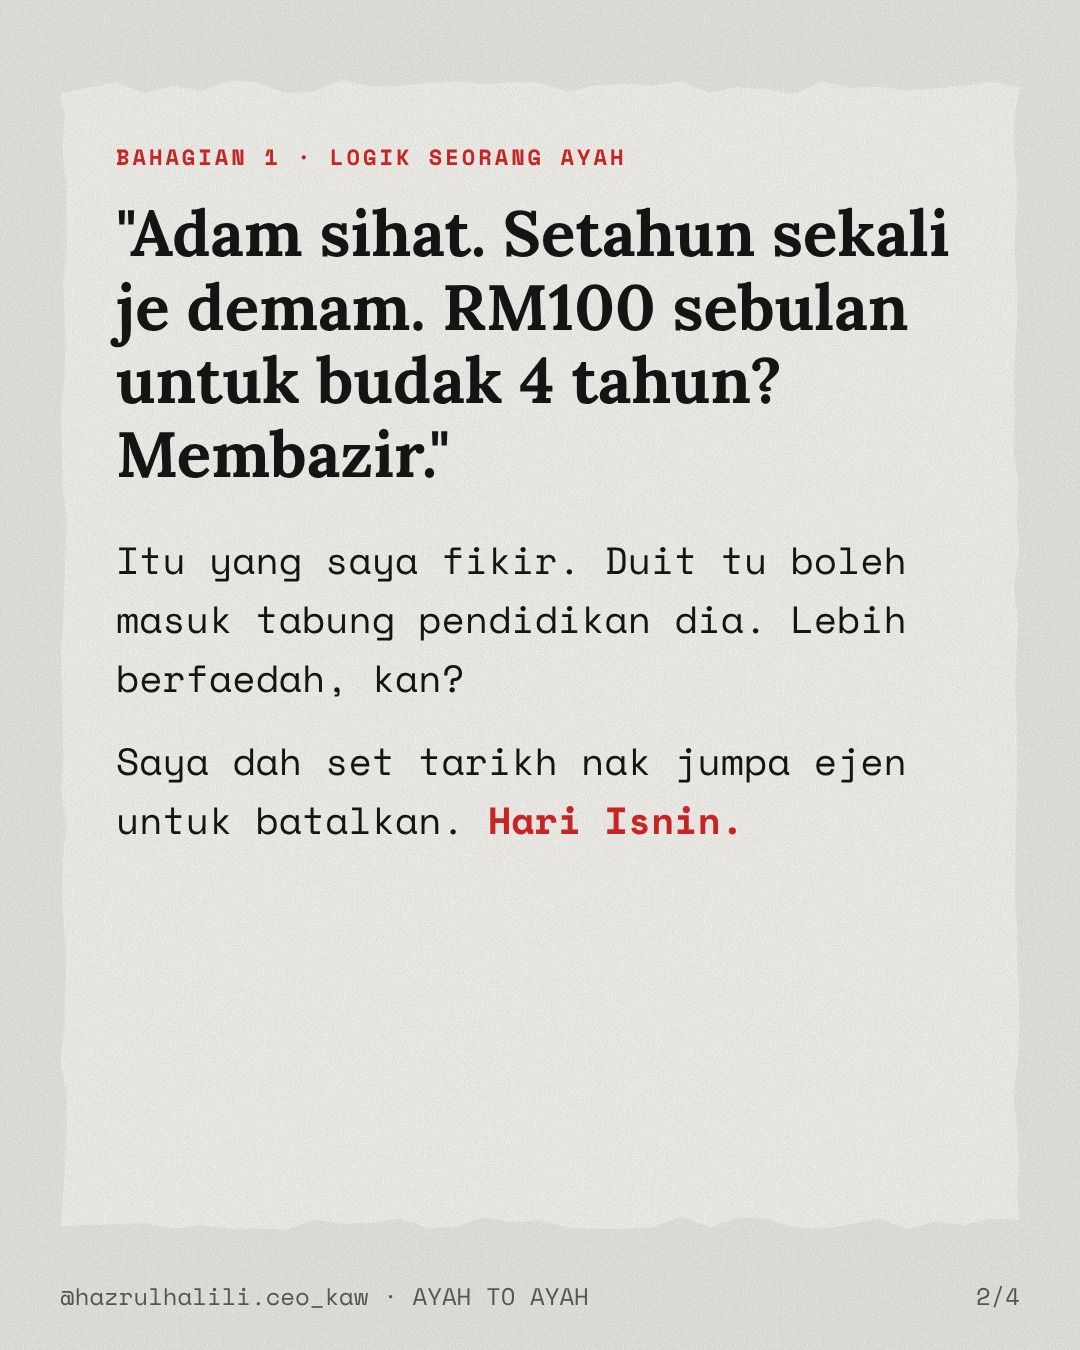 BAHAGIAN 1 · LOGIK SEORANG AYAH
"Adam sihat. Setahun sekali
je demam. RM100 sebulan
untuk budak 4 tahun?
Membazir."
Itu yang saya fikir. Duit tu boleh
masuk tabung pendidikan dia. Lebih
berfaedah, kan?
Saya dah set tarikh nak jumpa ejen
untuk batalkan. Hari Isnin.
@hazrulhalili.ceo_kaw · AYAH TO AYAH
2/4